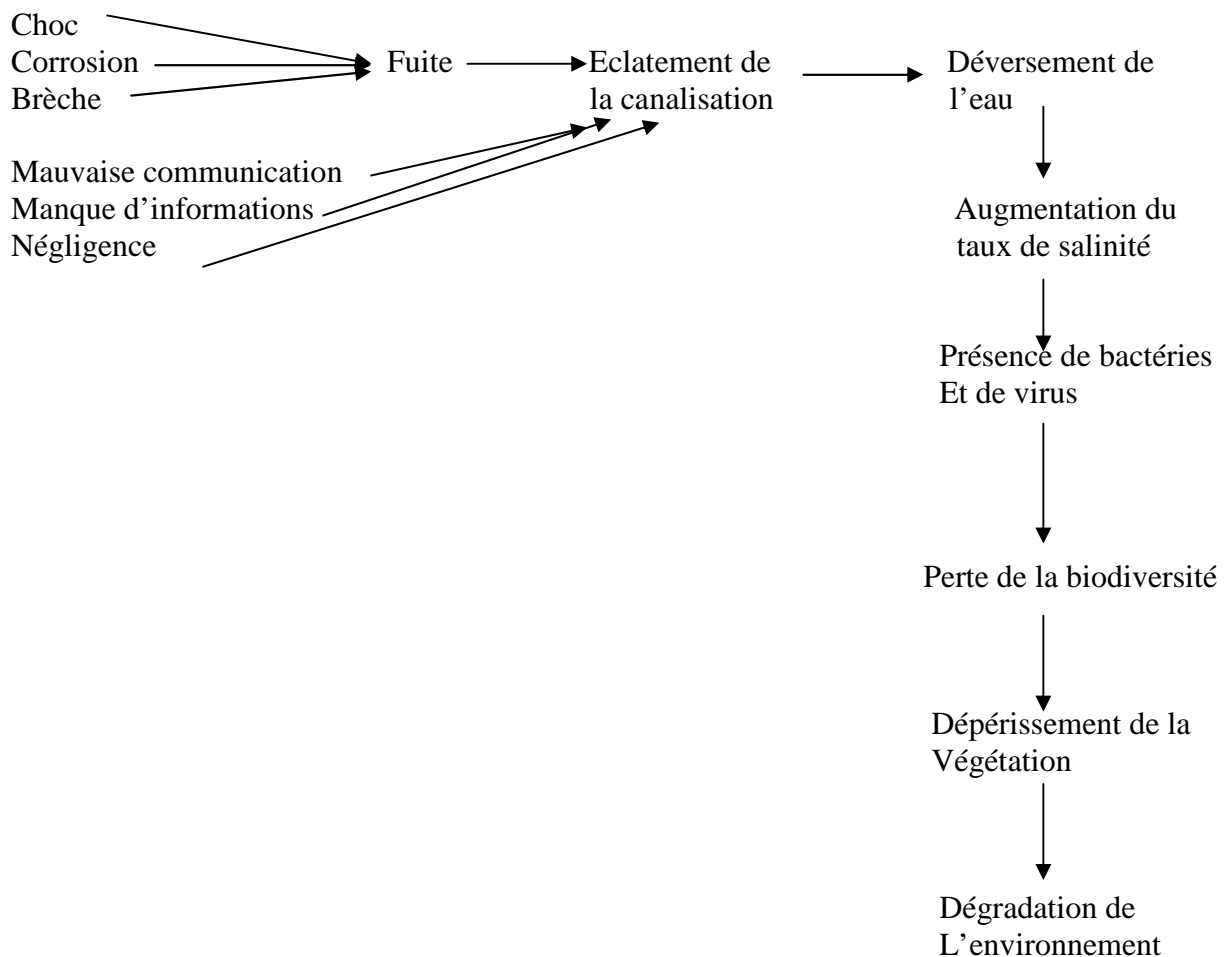 Choc
Corrosion
Brèche
Fuite
Eclatement de
la canalisation
Déversement de
l’eau
Mauvaise communication
Manque d’informations
Négligence
Augmentation du
taux de salinité
Présence de bactéries
Et de virus
Perte de la biodiversité
Dépérissement de la
Végétation
Dégradation de
L’environnement